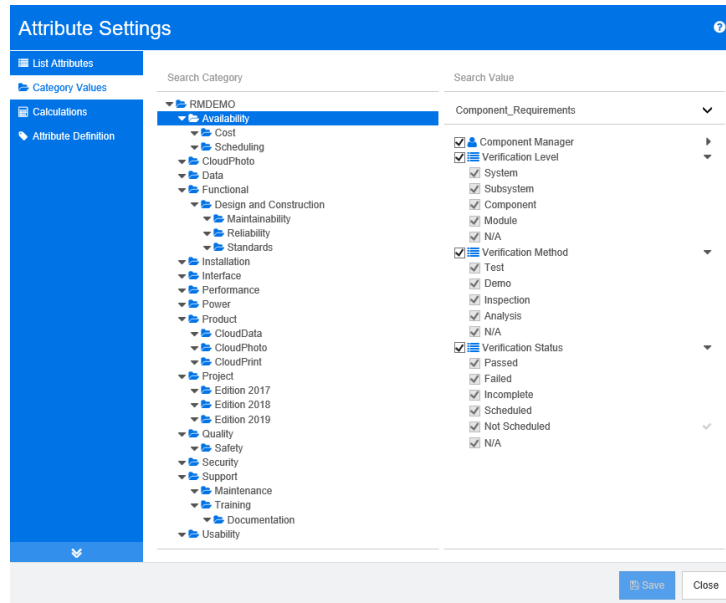 Attribute Settings
?
List Attributes
Category Values
Calculations
Attribute Definition
Search Category
RMDEMO
Availability
Cost
Scheduling
CloudPhoto
Data
Functional
Design and Construction
Maintainability
Reliability
Standards
Installation
Interface
Performance
Power
Product
CloudData
CloudPhoto
CloudPrint
Project
Edition 2017
Edition 2018
Edition 2019
Quality
Safety
Security
Support
Maintenance
Training
Documentation
Usability
Search Value
Component_Requirements
Component Manager
Verification Level
System
Subsystem
Component
Module
N/A
Verification Method
Test
Demo
Inspection
Analysis
N/A
Verification Status
Passed
Failed
Incomplete
Scheduled
Not Scheduled
N/A
Save
Close